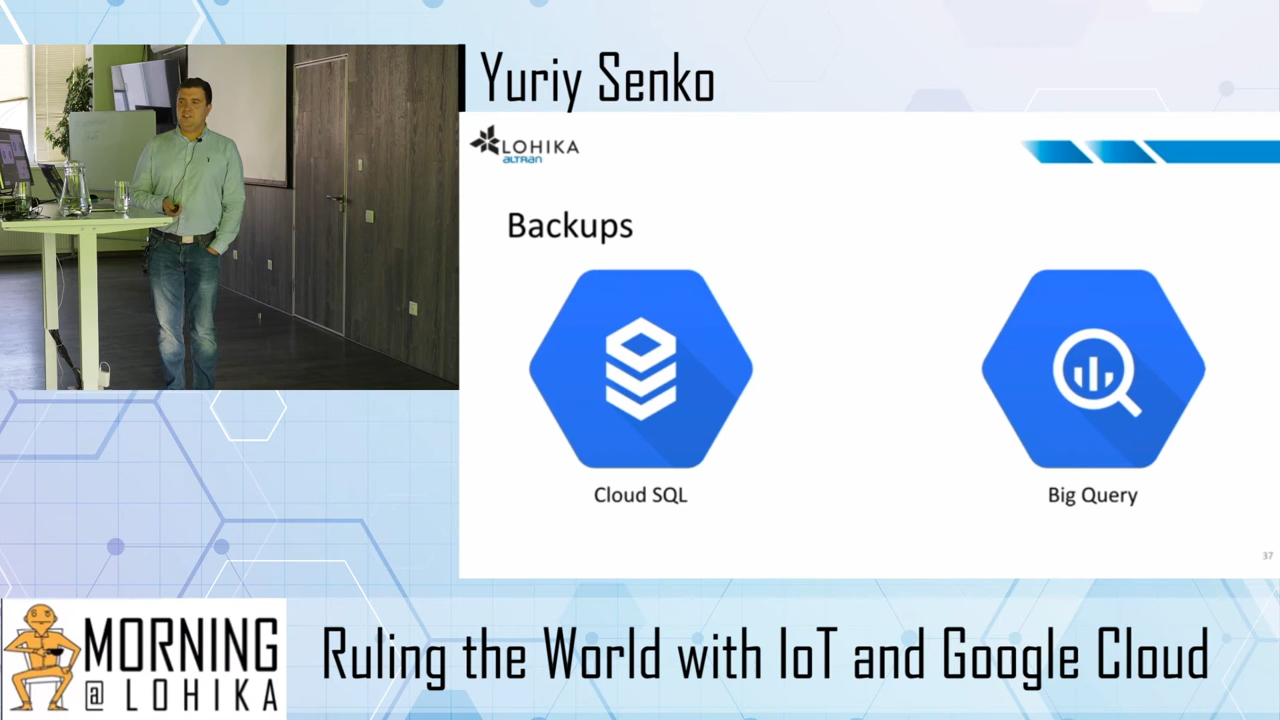 Yuriy Senko
LOHIKA
altran
Backups
Cloud SQL
Big Query
37
MORNING
@ LOHIKA
Ruling the World with IoT and Google Cloud